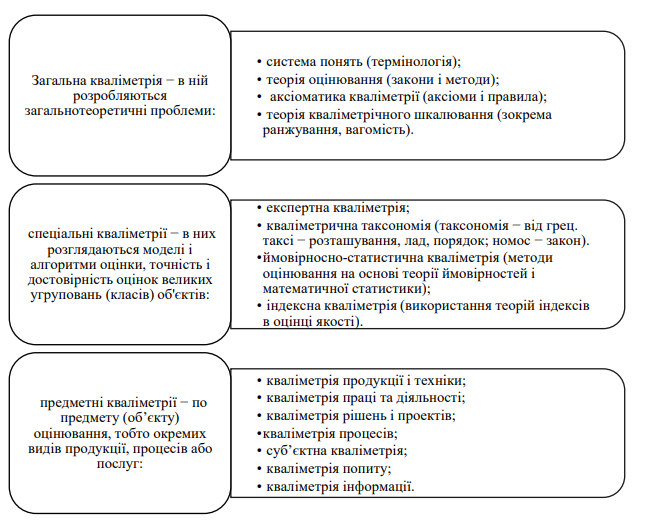 Загальна кваліметрія − в ній
розробляються
загальнотеоретичні проблеми:
• система понять (термінологія);
• теорія оцінювання (закони і методи);
• аксіоматика кваліметрії (аксіоми і правила);
• теорія кваліметрічного шкалювання (зокрема
ранжування, вагомість).
спеціальні кваліметрії − в них
розглядаються моделі і
алгоритми оцінки, точність і
достовірність оцінок великих
угруповань (класів) об'єктів:
• експертна кваліметрія;
• кваліметрична таксономія (таксономія − від грец.
таксі − розташування, лад, порядок; номос − закон).
•ймовірносно-статистична кваліметрія (методи
оцінювання на основі теорії ймовірностей і
математичної статистики);
• індексна кваліметрія (використання теорій індексів
в оцінці якості).
предметні кваліметрії − по
предмету (об’єкту)
оцінювання, тобто окремих
видів продукції, процесів або
послуг:
• кваліметрія продукції і техніки;
• кваліметрія праці та діяльності;
• кваліметрія рішень і проектів;
•кваліметрія процесів;
• суб’єктна кваліметрія;
• кваліметрія попиту;
• кваліметрія інформації.